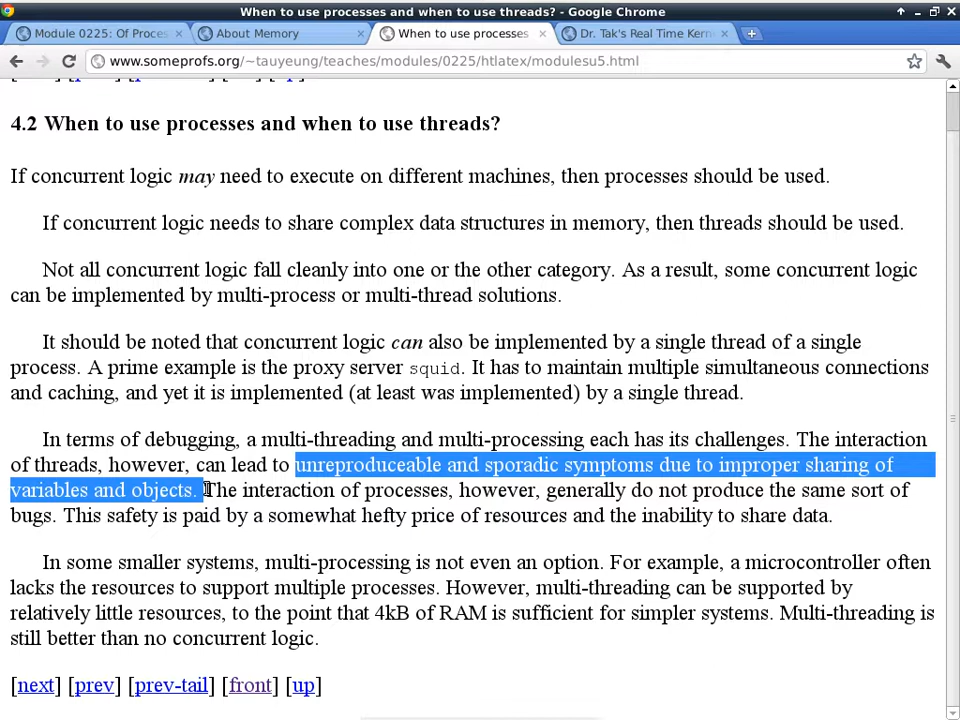 When to use processes and when to use threads? - Google Chrome
Module 0225: Of Proces
About Memory
When to use processes
Dr. Tak's Real Time Kern
www.someprofs.org/~tauyeung/teaches/modules/0225/htlatex/modulesu5.html
4.2 When to use processes and when to use threads?
If concurrent logic may need to execute on different machines, then processes should be used.
If concurrent logic needs to share complex data structures in memory, then threads should be used.
Not all concurrent logic fall cleanly into one or the other category. As a result, some concurrent logic
can be implemented by multi-process or multi-thread solutions.
It should be noted that concurrent logic can also be implemented by a single thread of a single
process. A prime example is the proxy server squid. It has to maintain multiple simultaneous connections
and caching, and yet it is implemented (at least was implemented) by a single thread.
In terms of debugging, a multi-threading and multi-processing each has its challenges. The interaction
of threads, however, can lead to unreproduceable and sporadic symptoms due to improper sharing of
variables and objects. The interaction of processes, however, generally do not produce the same sort of
bugs. This safety is paid by a somewhat hefty price of resources and the inability to share data.
In some smaller systems, multi-processing is not even an option. For example, a microcontroller often
lacks the resources to support multiple processes. However, multi-threading can be supported by
relatively little resources, to the point that 4kB of RAM is sufficient for simpler systems. Multi-threading is
still better than no concurrent logic.
[next] [prev] [prev-tail] [front] [up]